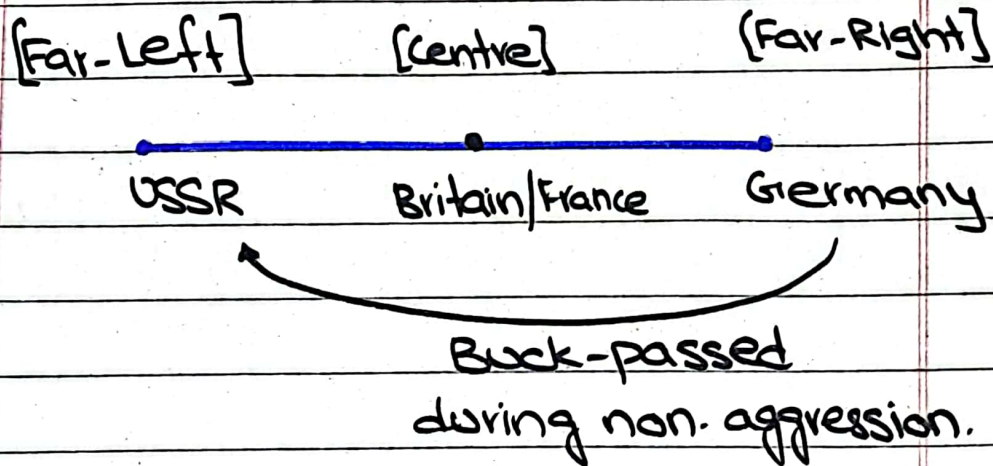 [Far-Left] [Centre] (Far-Right]
USSR Britain/France Germany
Buck-passed
during non-aggression.